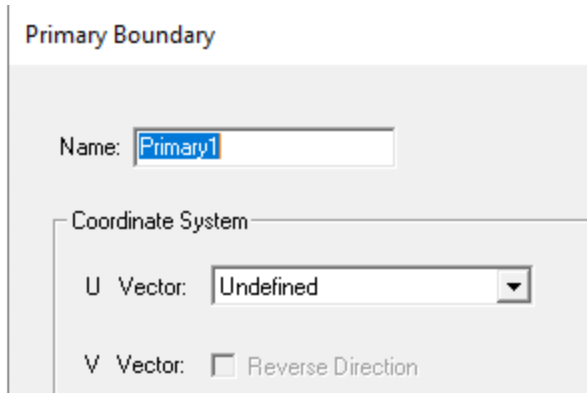 Primary Boundary
Name: Primary1
Coordinate System
U Vector: Undefined
V Vector: Reverse Direction